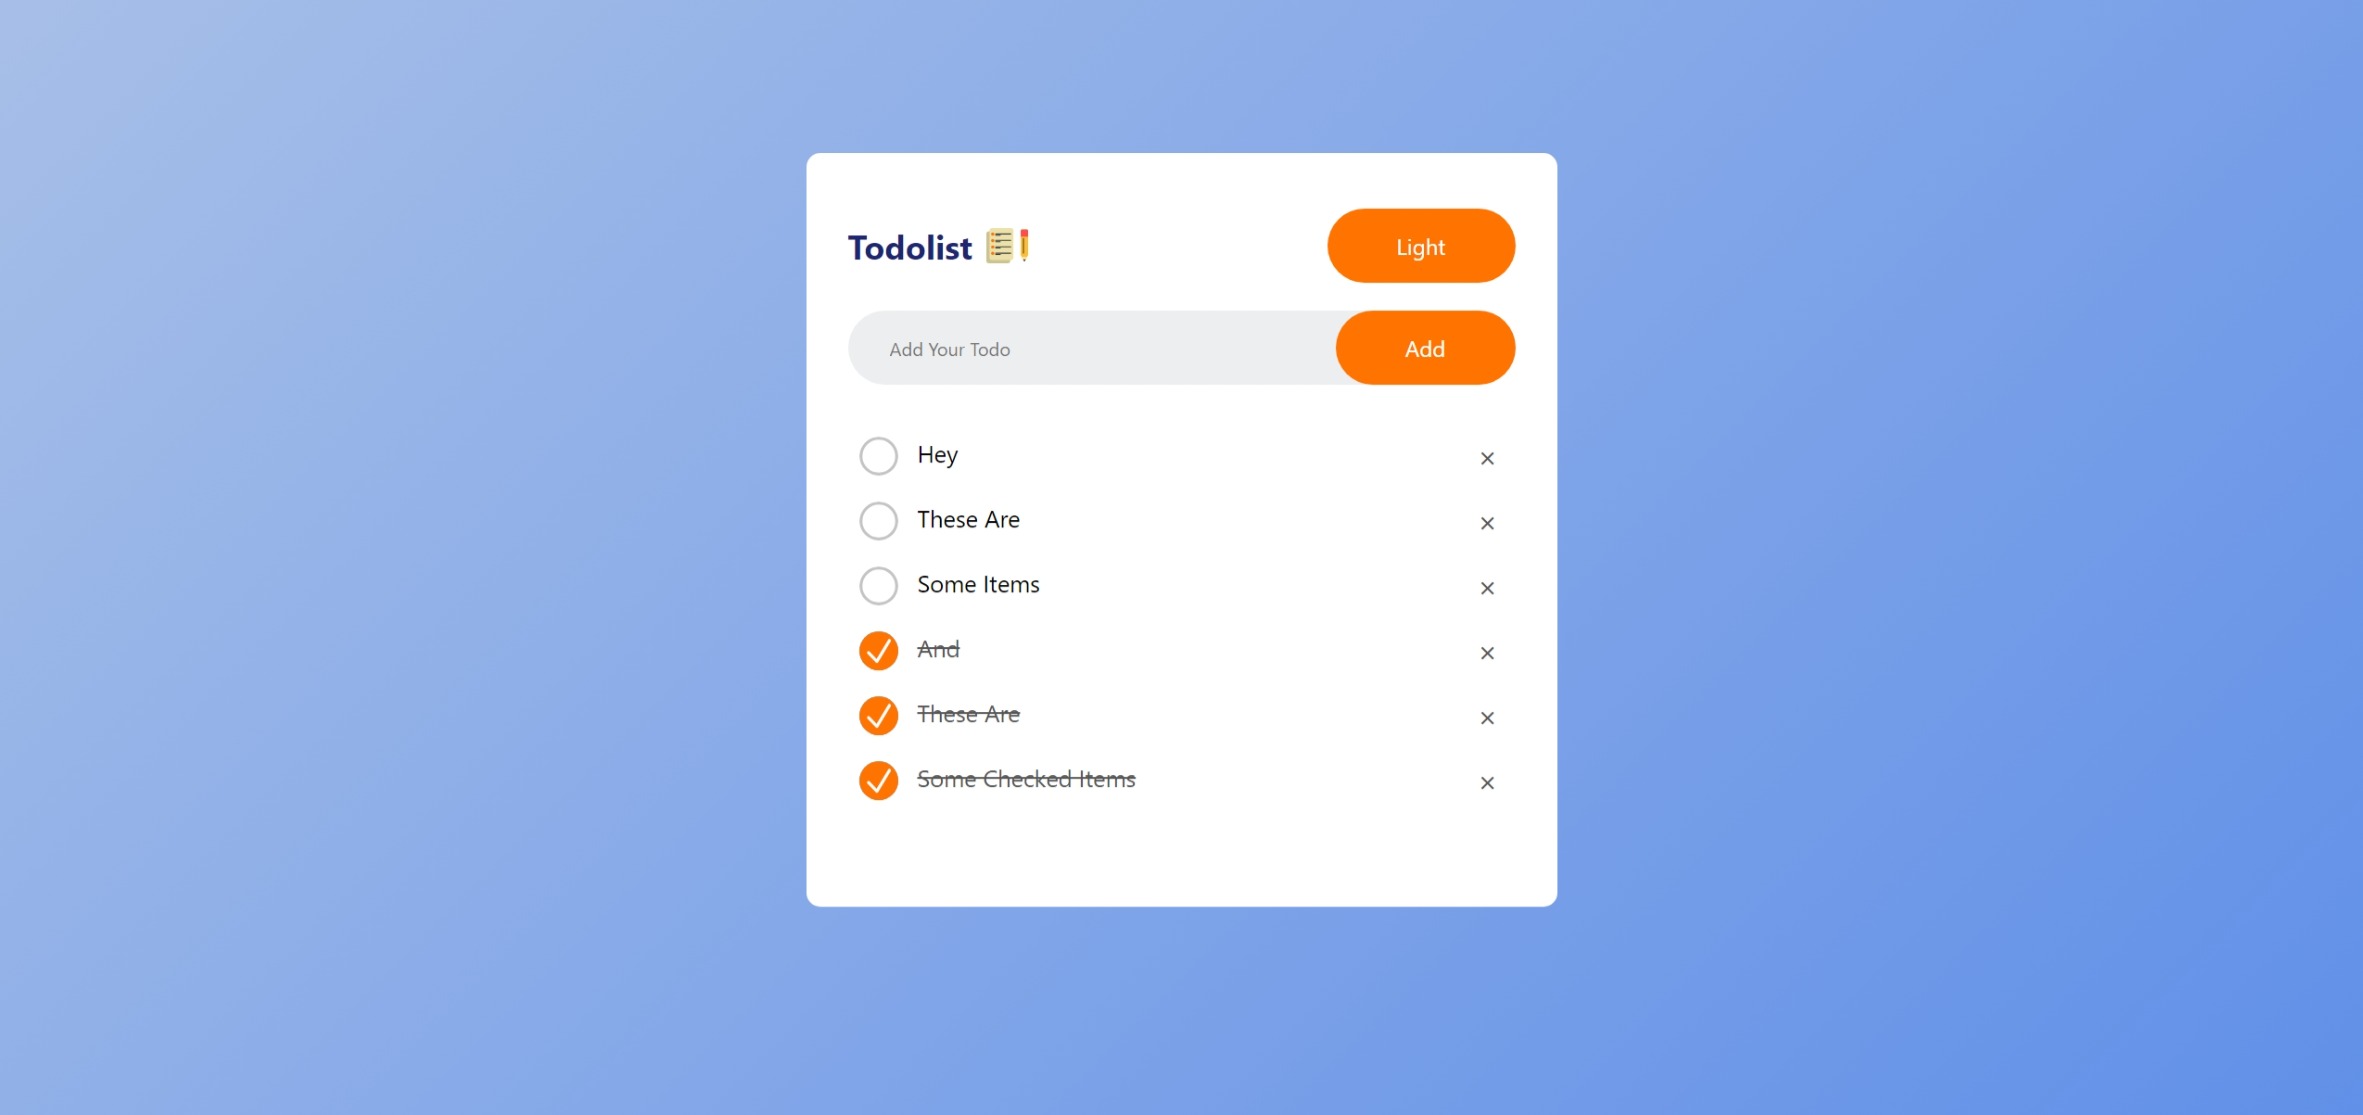 Todolist
Light
Add Your Todo
Add
Hey
These Are
Some Items
And
These Are
Some Checked Items